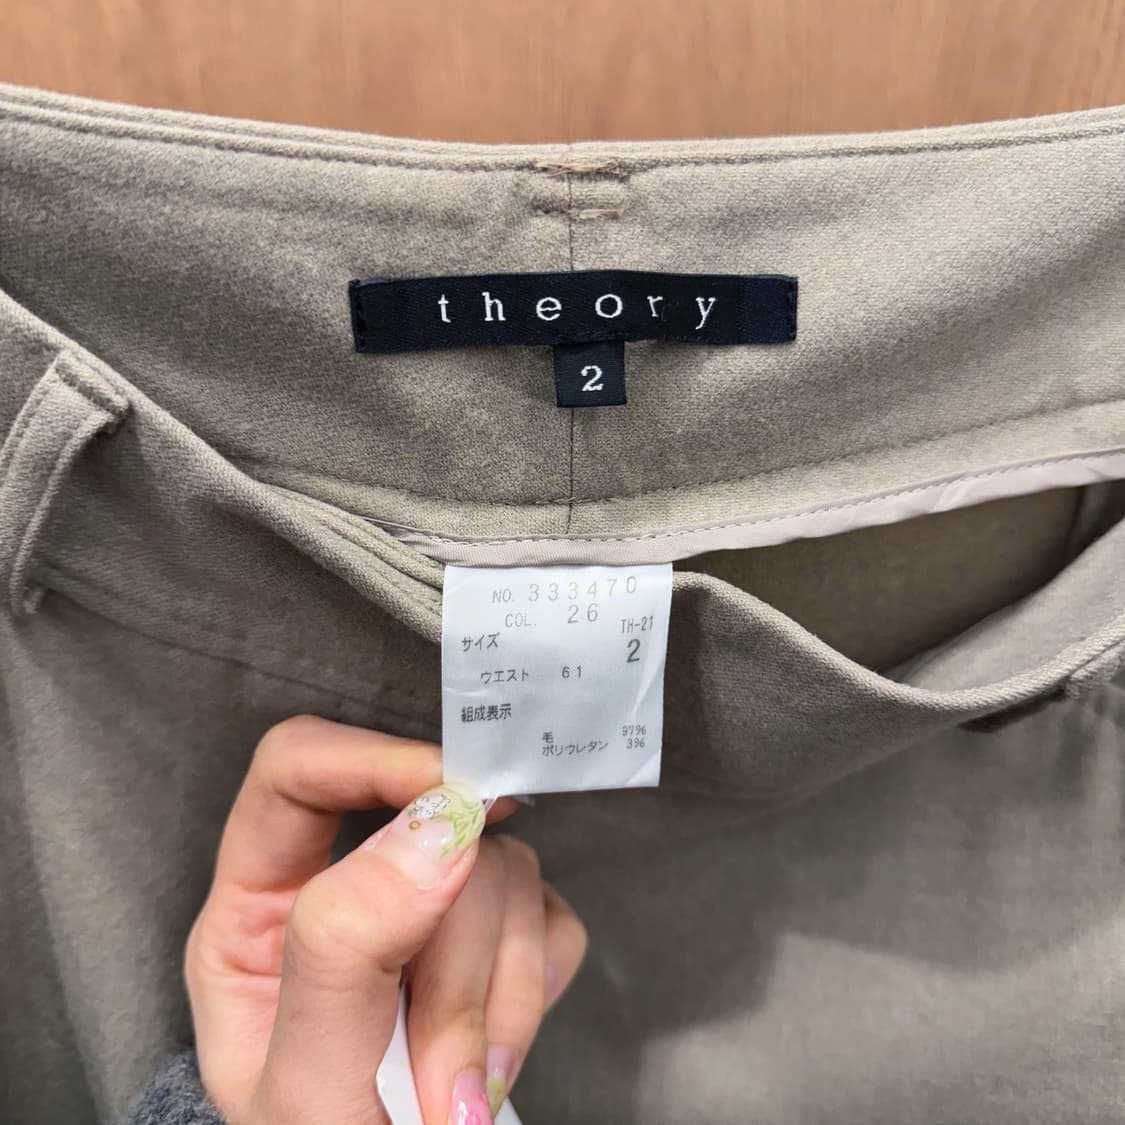 theory
2
NO. 333470
COL. 26
TH-21
サイズ 2
ウエスト 61
組成表示
毛 97%
ポリウレタン 3%